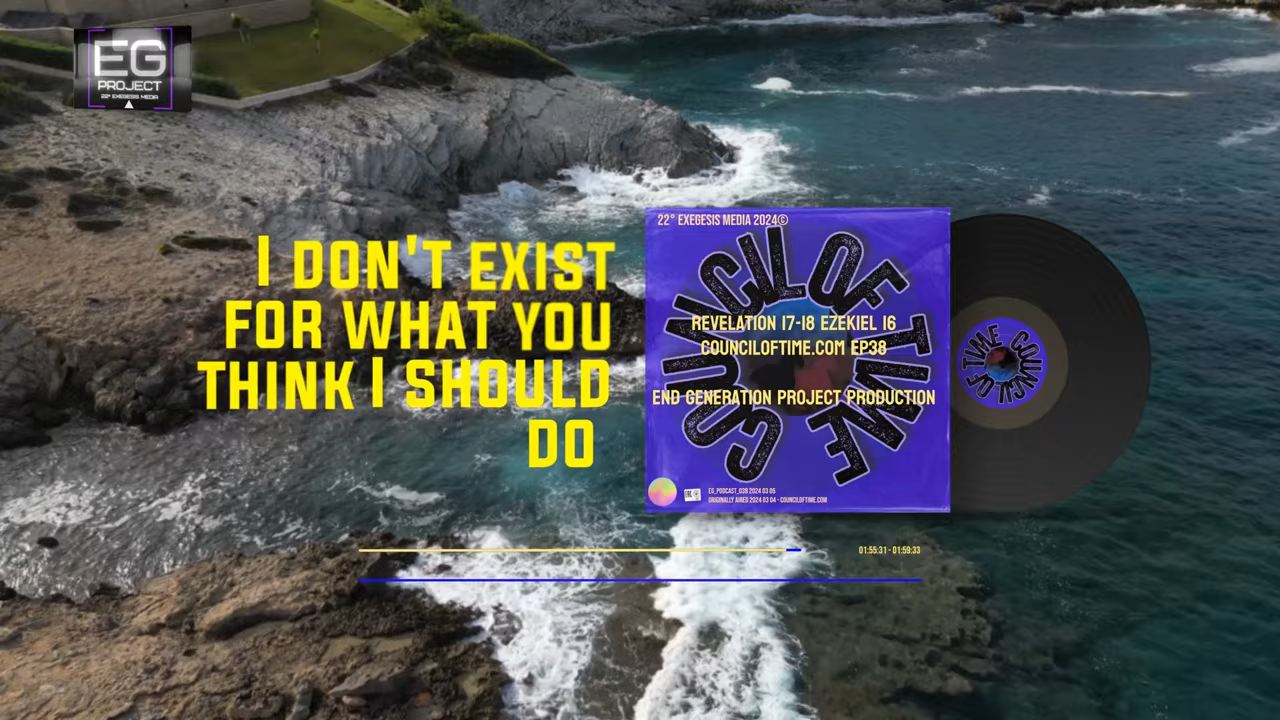 EG
PROJECT
22° EXEGESIS MEDIA
I DON'T EXIST
FOR WHAT YOU
THINK I SHOULD
DO
22° EXEGESIS MEDIA 2024©
COUNCIL OF TIME
REVELATION 17-18 EZEKIEL 16
COUNCILOFTIME.COM EP38
END GENERATION PROJECT PRODUCTION
EG_PODCAST_038 2024 03 05
ORIGINALLY AIRED 2024 03 04 - COUNCILOFTIME.COM
COUNCIL OF TIME
01:55:31 - 01:59:33